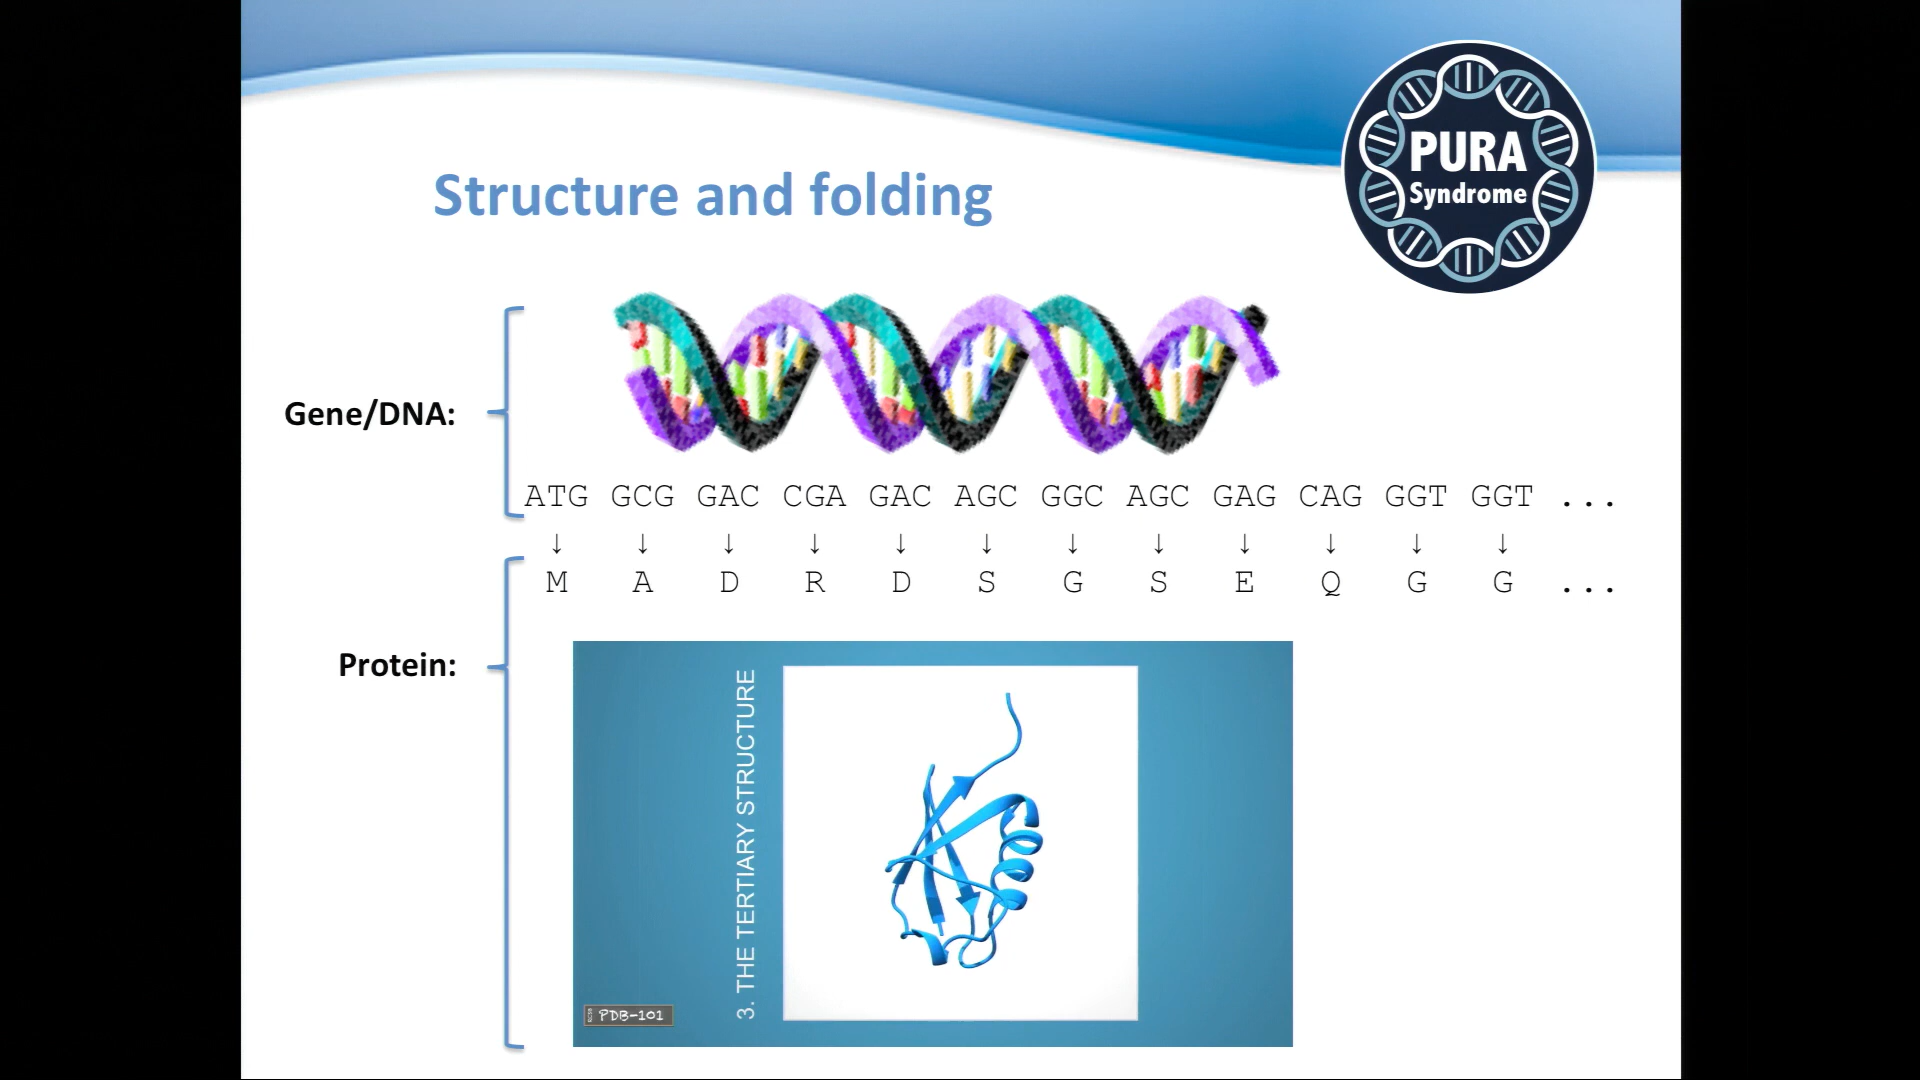 PURA
Syndrome
Structure and folding
Gene/DNA:
ATG GCG GAC CGA GAC AGC GGC AGC GAG CAG GGT GGT ...
↓ ↓ ↓ ↓ ↓ ↓ ↓ ↓ ↓ ↓ ↓ ↓
M A D R D S G S E Q G G ...
Protein:
3. THE TERTIARY STRUCTURE
RCSB PDB-101